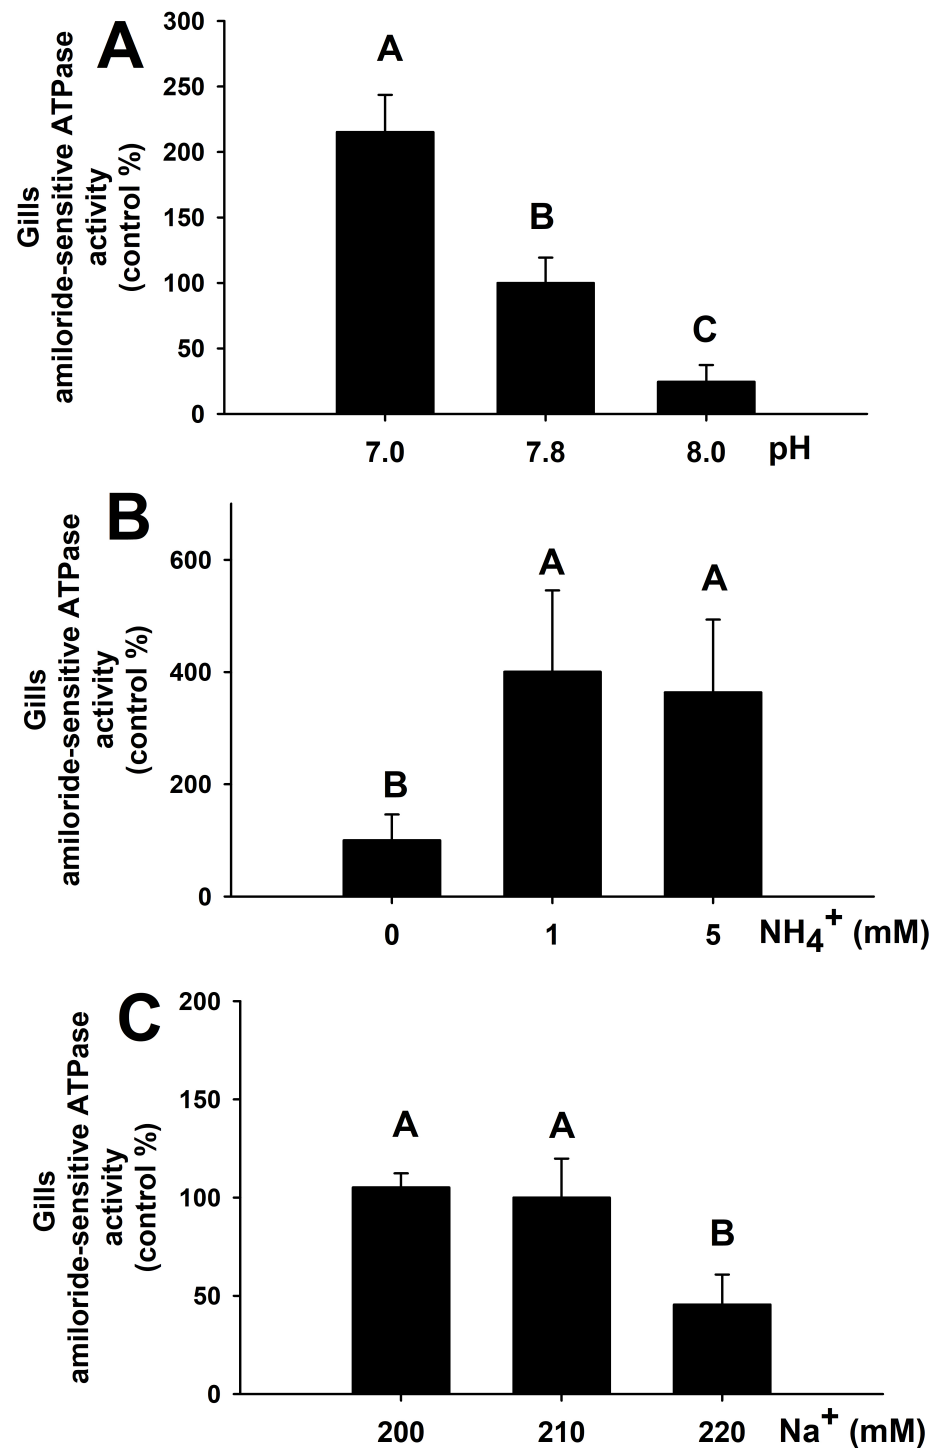 A
Gills
amiloride-sensitive ATPase
activity
(control %)
300
250
200
150
100
50
0
A
B
C
7.0 7.8 8.0 pH
B
Gills
amiloride-sensitive ATPase
activity
(control %)
600
400
200
0
B
A
A
0 1 5 NH4+ (mM)
C
Gills
amiloride-sensitive ATPase
activity
(control %)
200
150
100
50
0
A
A
B
200 210 220 Na+ (mM)